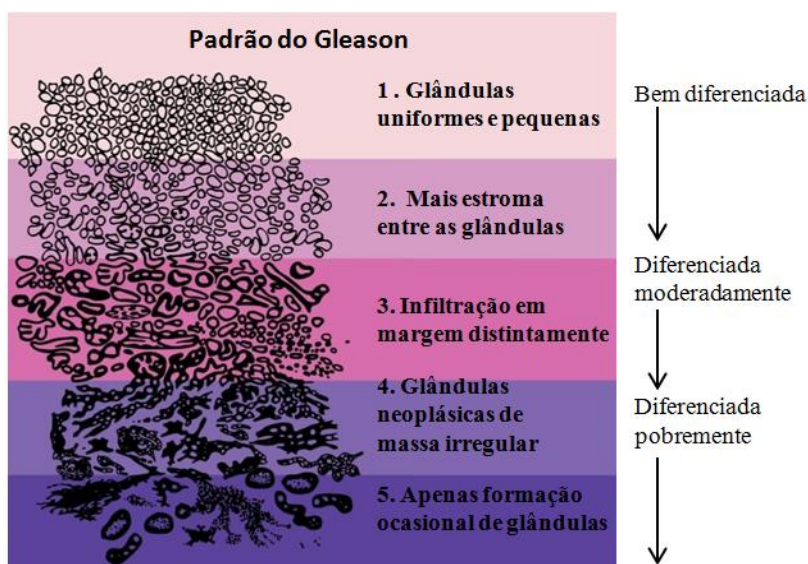 Padrão do Gleason
1 . Glândulas
uniformes e pequenas
Bem diferenciada
2. Mais estroma
entre as glândulas
Diferenciada
moderadamente
3. Infiltração em
margem distintamente
4. Glândulas
neoplásicas de
massa irregular
Diferenciada
pobremente
5. Apenas formação
ocasional de glândulas